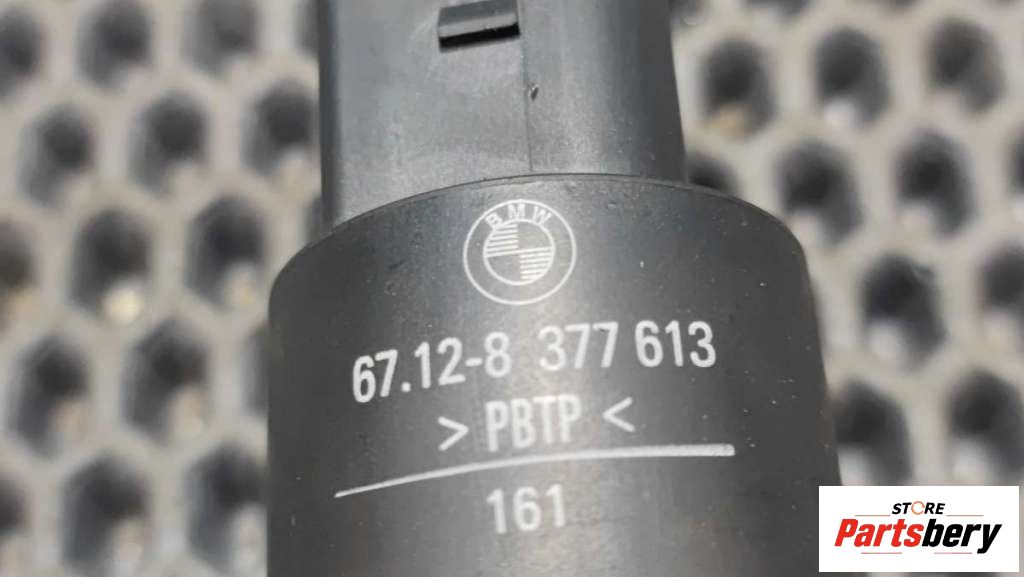 BMW
67.12-8 377 613
> PBTP <
161
STORE
Partsbery